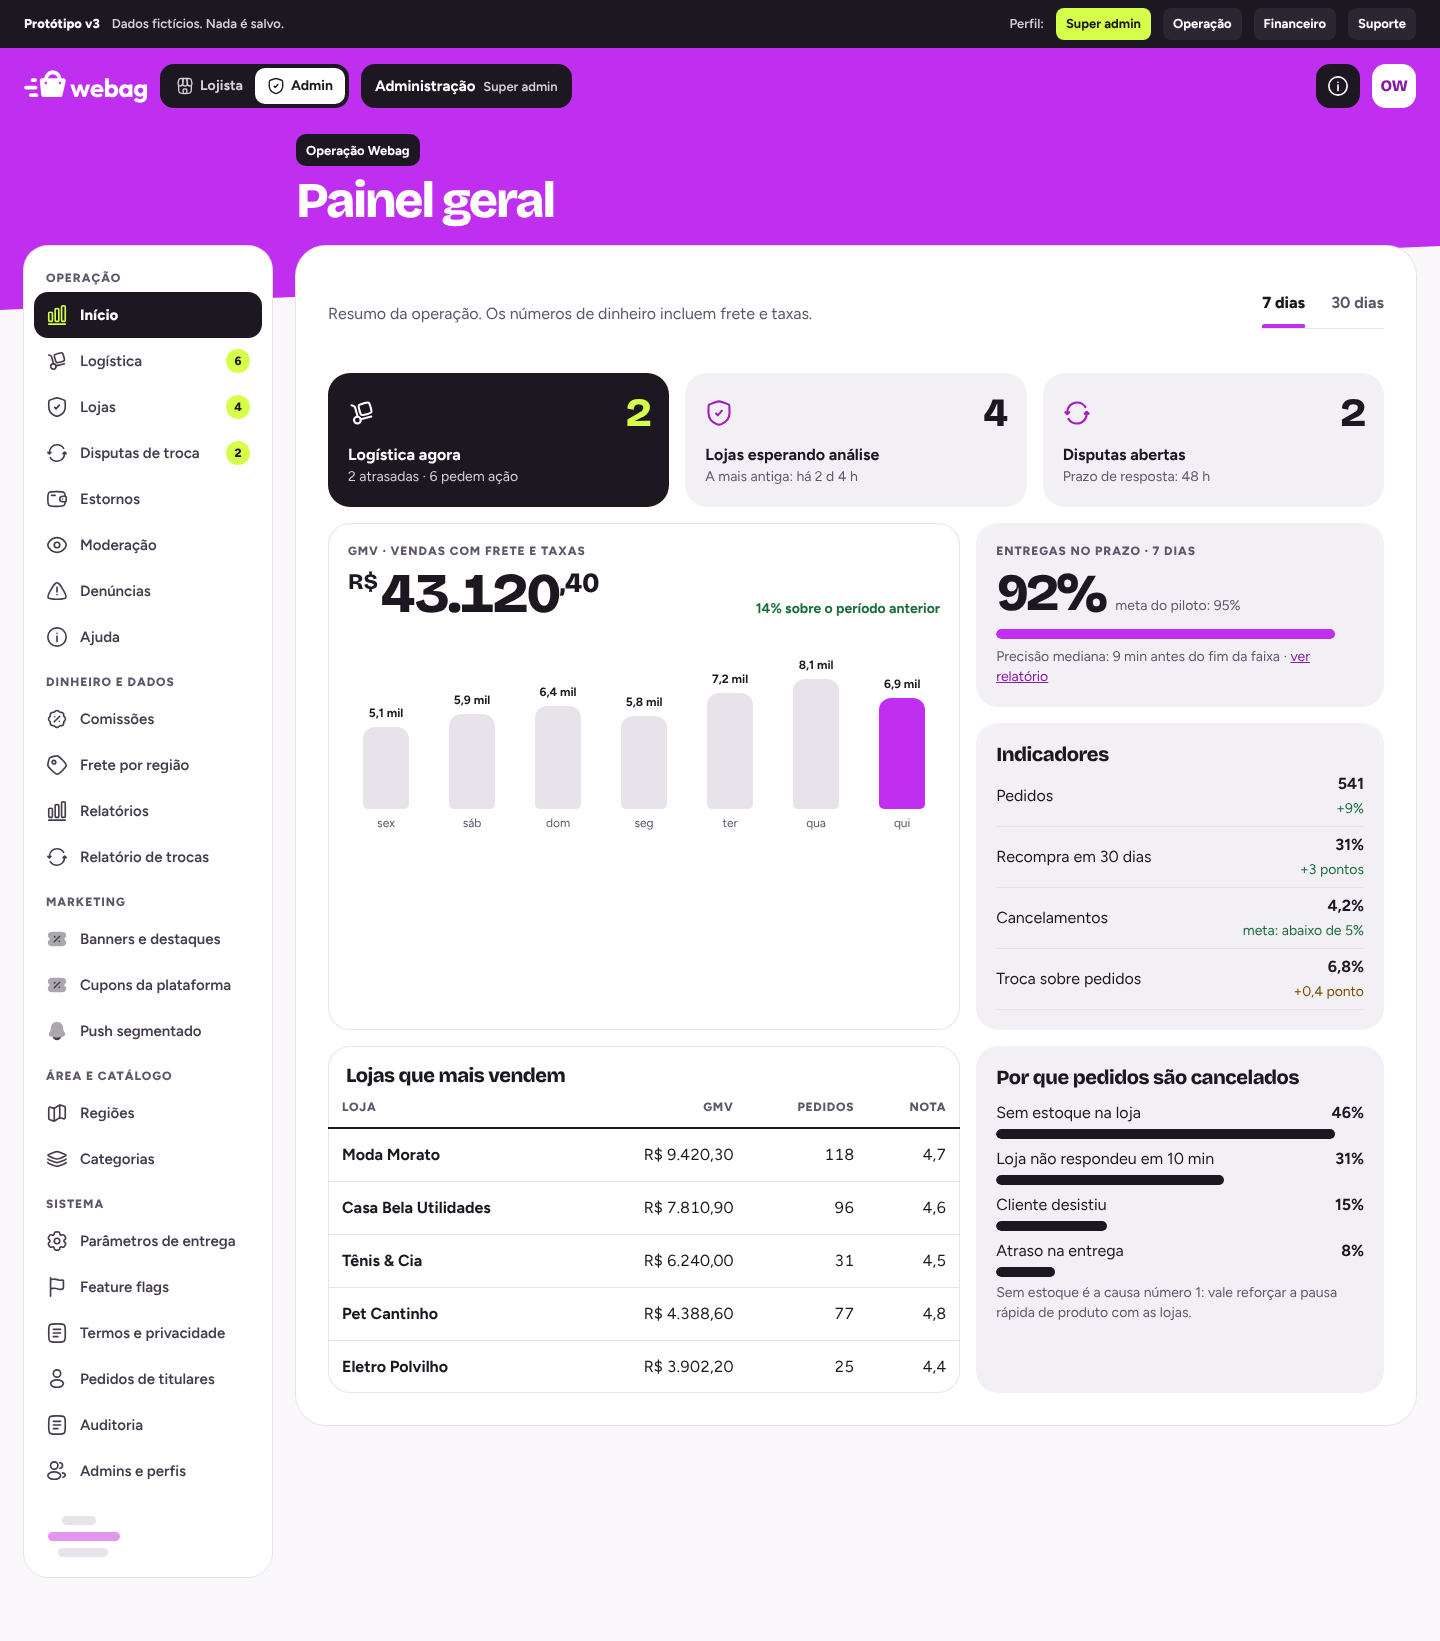 Protótipo v3 Dados fictícios. Nada é salvo.
Perfil: Super admin Operação Financeiro Suporte
webag Lojista Admin Administração Super admin OW
Operação Webag
Painel geral
OPERAÇÃO
Início
Logística 6
Lojas 4
Disputas de troca 2
Estornos
Moderação
Denúncias
Ajuda
DINHEIRO E DADOS
Comissões
Frete por região
Relatórios
Relatório de trocas
MARKETING
Banners e destaques
Cupons da plataforma
Push segmentado
ÁREA E CATÁLOGO
Regiões
Categorias
SISTEMA
Parâmetros de entrega
Feature flags
Termos e privacidade
Pedidos de titulares
Auditoria
Admins e perfis
Resumo da operação. Os números de dinheiro incluem frete e taxas.
7 dias 30 dias
2
Logística agora
2 atrasadas · 6 pedem ação
4
Lojas esperando análise
A mais antiga: há 2 d 4 h
2
Disputas abertas
Prazo de resposta: 48 h
GMV · VENDAS COM FRETE E TAXAS
R$ 43.120,40
14% sobre o período anterior
5,1 mil 5,9 mil 6,4 mil 5,8 mil 7,2 mil 8,1 mil 6,9 mil
sex sáb dom seg ter qua qui
ENTREGAS NO PRAZO · 7 DIAS
92% meta do piloto: 95%
Precisão mediana: 9 min antes do fim da faixa · ver
relatório
Indicadores
Pedidos 541
+9%
Recompra em 30 dias 31%
+3 pontos
Cancelamentos 4,2%
meta: abaixo de 5%
Troca sobre pedidos 6,8%
+0,4 ponto
Lojas que mais vendem
LOJA GMV PEDIDOS NOTA
Moda Morato R$ 9.420,30 118 4,7
Casa Bela Utilidades R$ 7.810,90 96 4,6
Tênis & Cia R$ 6.240,00 31 4,5
Pet Cantinho R$ 4.388,60 77 4,8
Eletro Polvilho R$ 3.902,20 25 4,4
Por que pedidos são cancelados
Sem estoque na loja 46%
Loja não respondeu em 10 min 31%
Cliente desistiu 15%
Atraso na entrega 8%
Sem estoque é a causa número 1: vale reforçar a pausa
rápida de produto com as lojas.